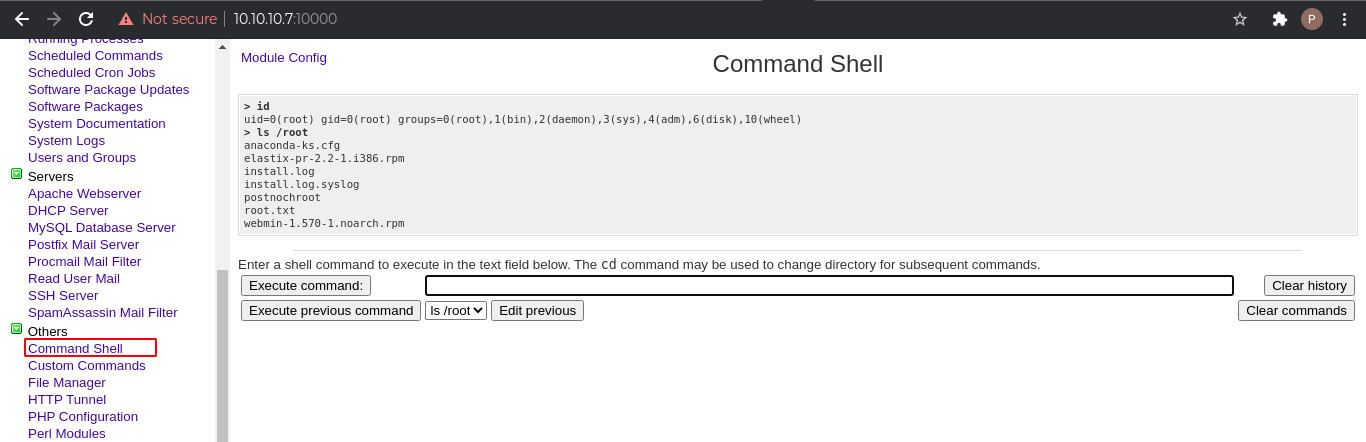 Not secure | 10.10.10.7:10000
P
Running Processes
Scheduled Commands
Scheduled Cron Jobs
Software Package Updates
Software Packages
System Documentation
System Logs
Users and Groups
Servers
Apache Webserver
DHCP Server
MySQL Database Server
Postfix Mail Server
Procmail Mail Filter
Read User Mail
SSH Server
SpamAssassin Mail Filter
Others
Command Shell
Custom Commands
File Manager
HTTP Tunnel
PHP Configuration
Perl Modules
Module Config
Command Shell
> id
uid=0(root) gid=0(root) groups=0(root),1(bin),2(daemon),3(sys),4(adm),6(disk),10(wheel)
> ls /root
anaconda-ks.cfg
elastix-pr-2.2-1.i386.rpm
install.log
install.log.syslog
postnochroot
root.txt
webmin-1.570-1.noarch.rpm
Enter a shell command to execute in the text field below. The cd command may be used to change directory for subsequent commands.
Execute command: Clear history
Execute previous command ls /root Edit previous Clear commands